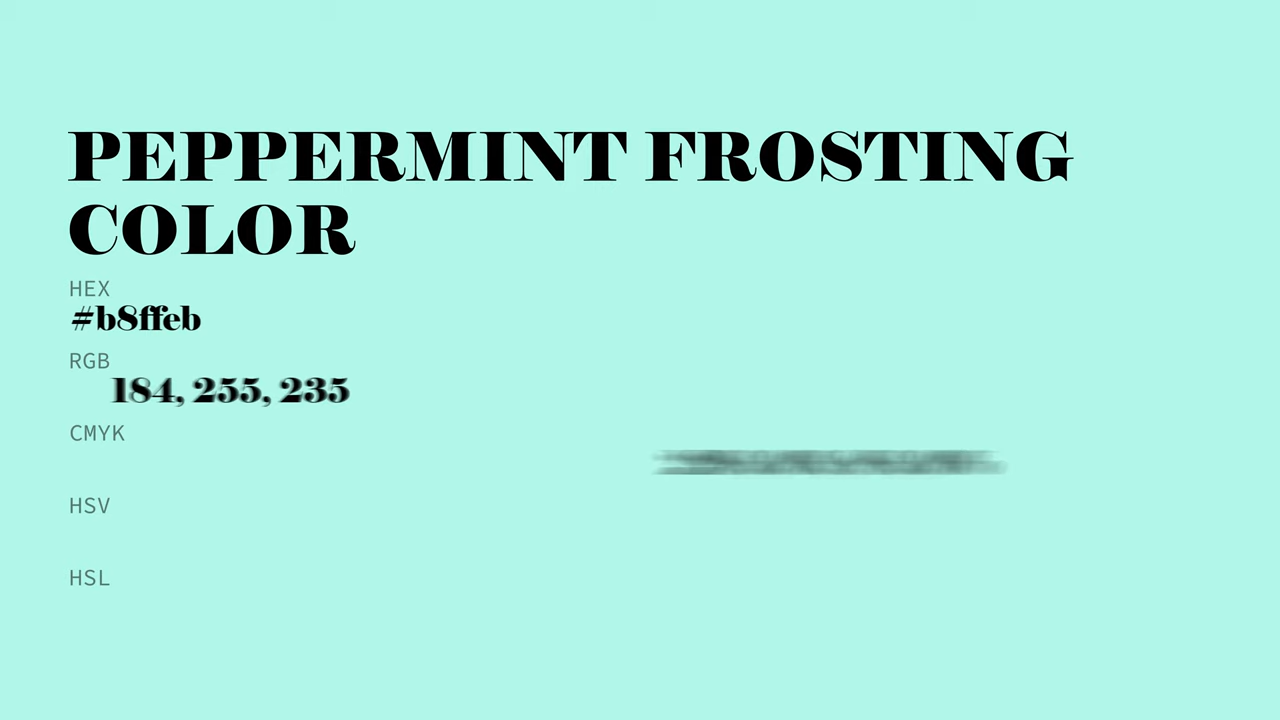 PEPPERMINT FROSTING
COLOR
HEX
#b8ffeb
RGB
184, 255, 235
CMYK
HSV
HSL